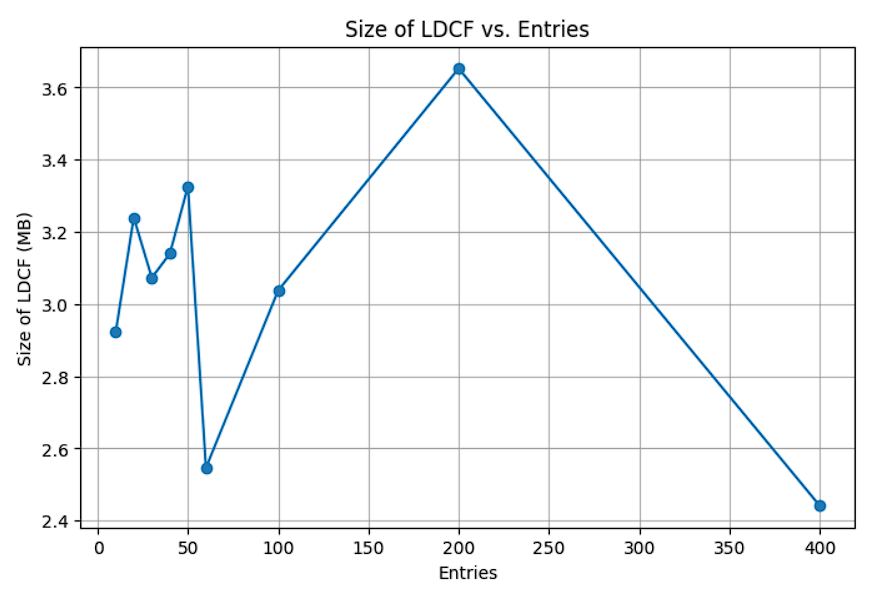 Size of LDCF vs. Entries
Size of LDCF (MB)
3.6
3.4
3.2
3.0
2.8
2.6
2.4
0 50 100 150 200 250 300 350 400
Entries